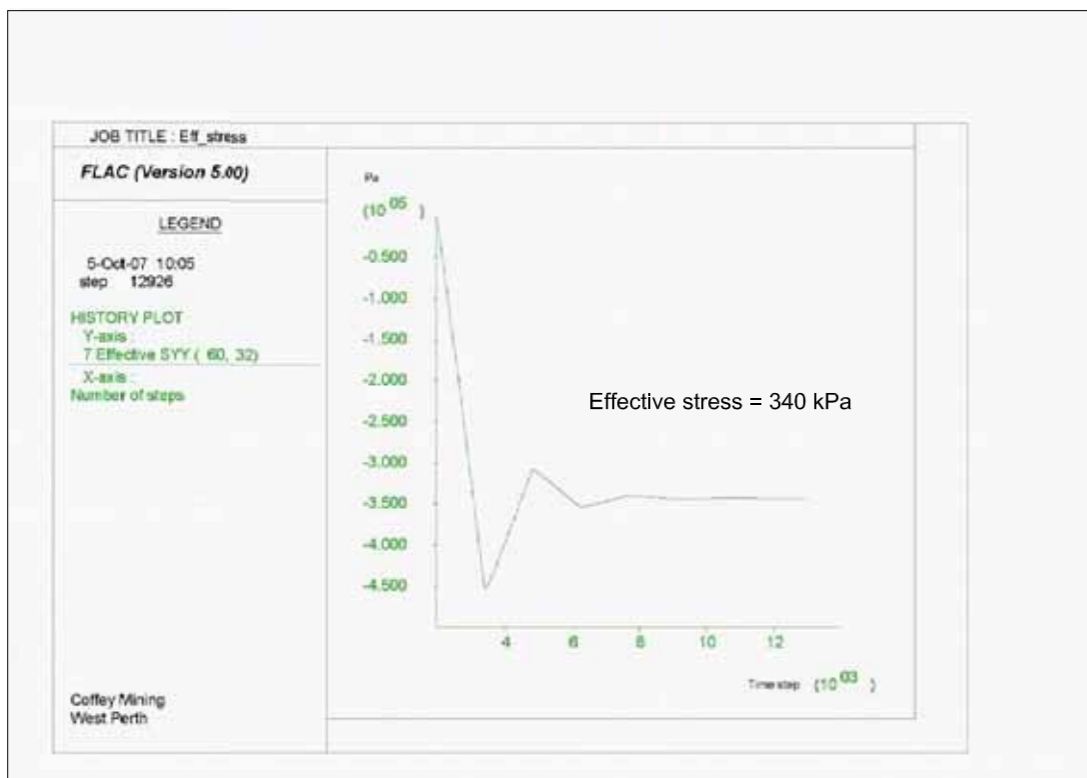 JOB TITLE : Eff_stress
FLAC (Version 5.00)
LEGEND
5-Oct-07 10:05
step 12926
HISTORY PLOT
Y-axis :
7 Effective SYY ( 60, 32)
X-axis :
Number of steps
Coffey Mining
West Perth
Pa
(10 05 )
-0.500
-1.000
-1.500
-2.000
-2.500
-3.000
-3.500
-4.000
-4.500
Effective stress = 340 kPa
4 6 8 10 12
Time step (10 03 )